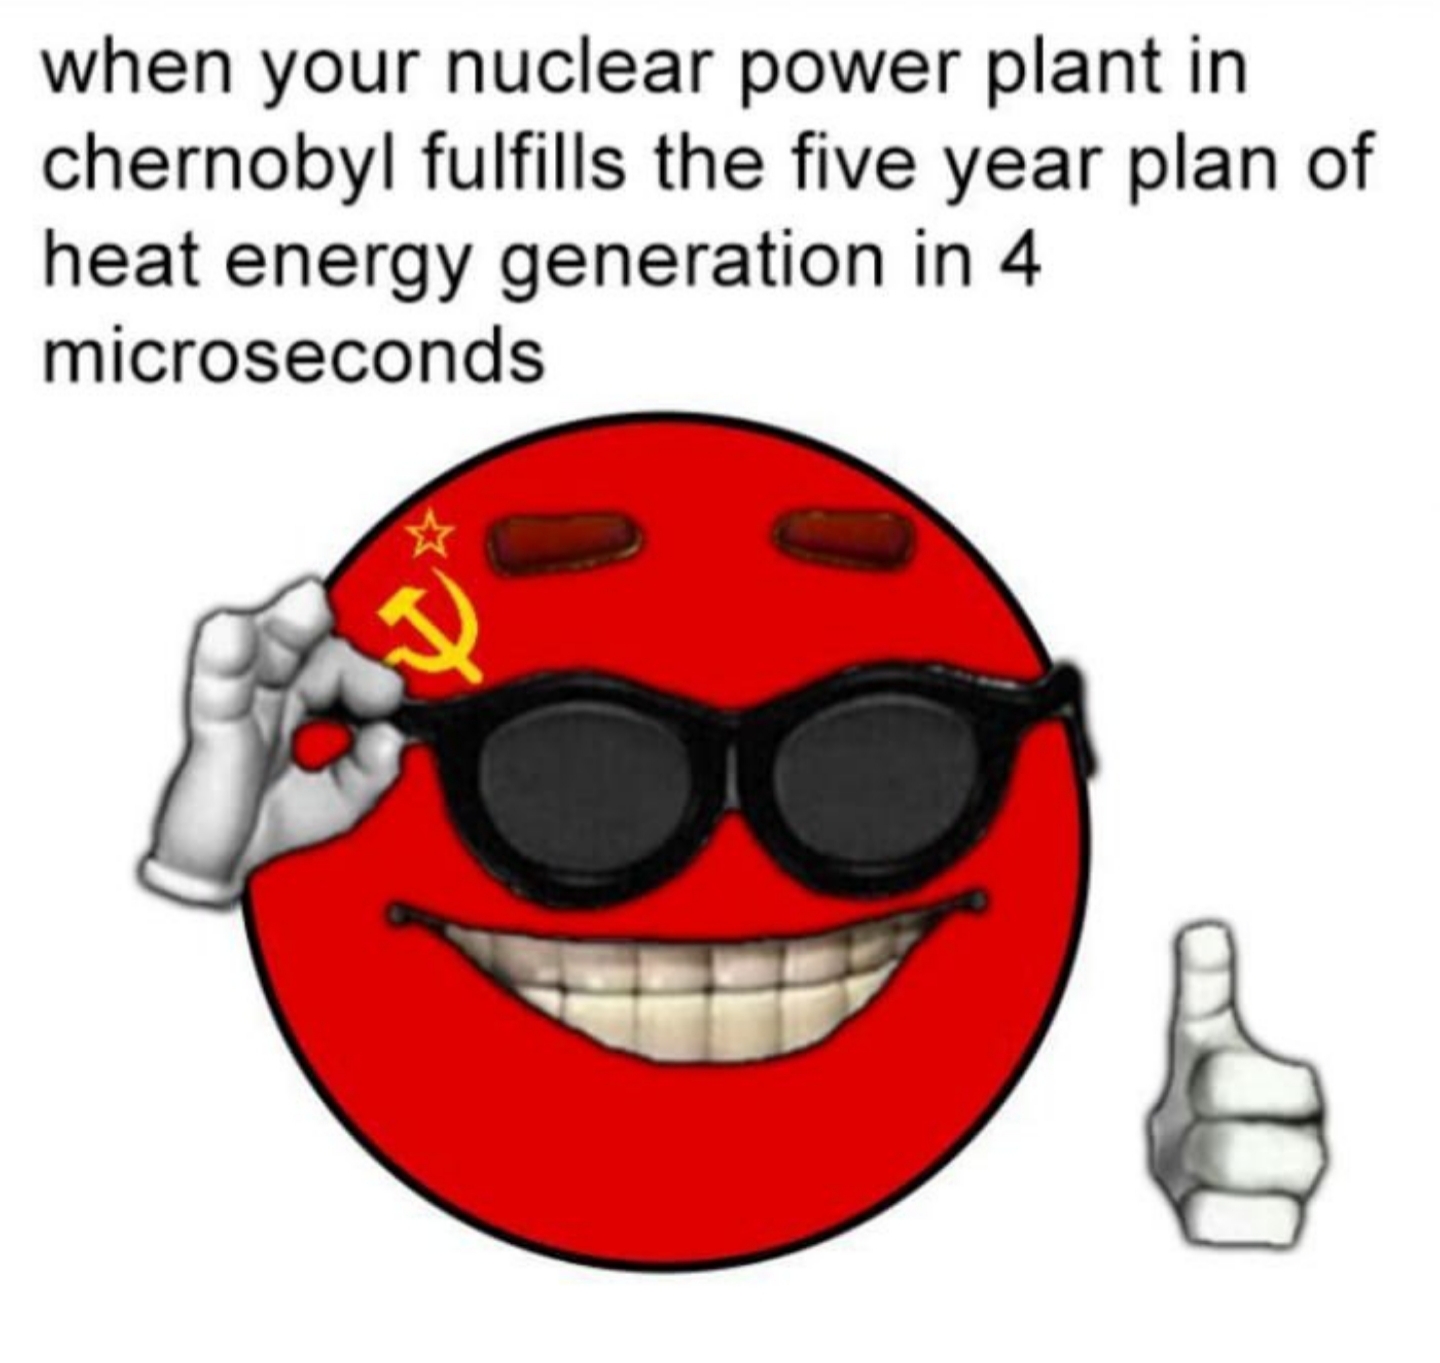 when your nuclear power plant in
chernobyl fulfills the five year plan of
heat energy generation in 4
microseconds